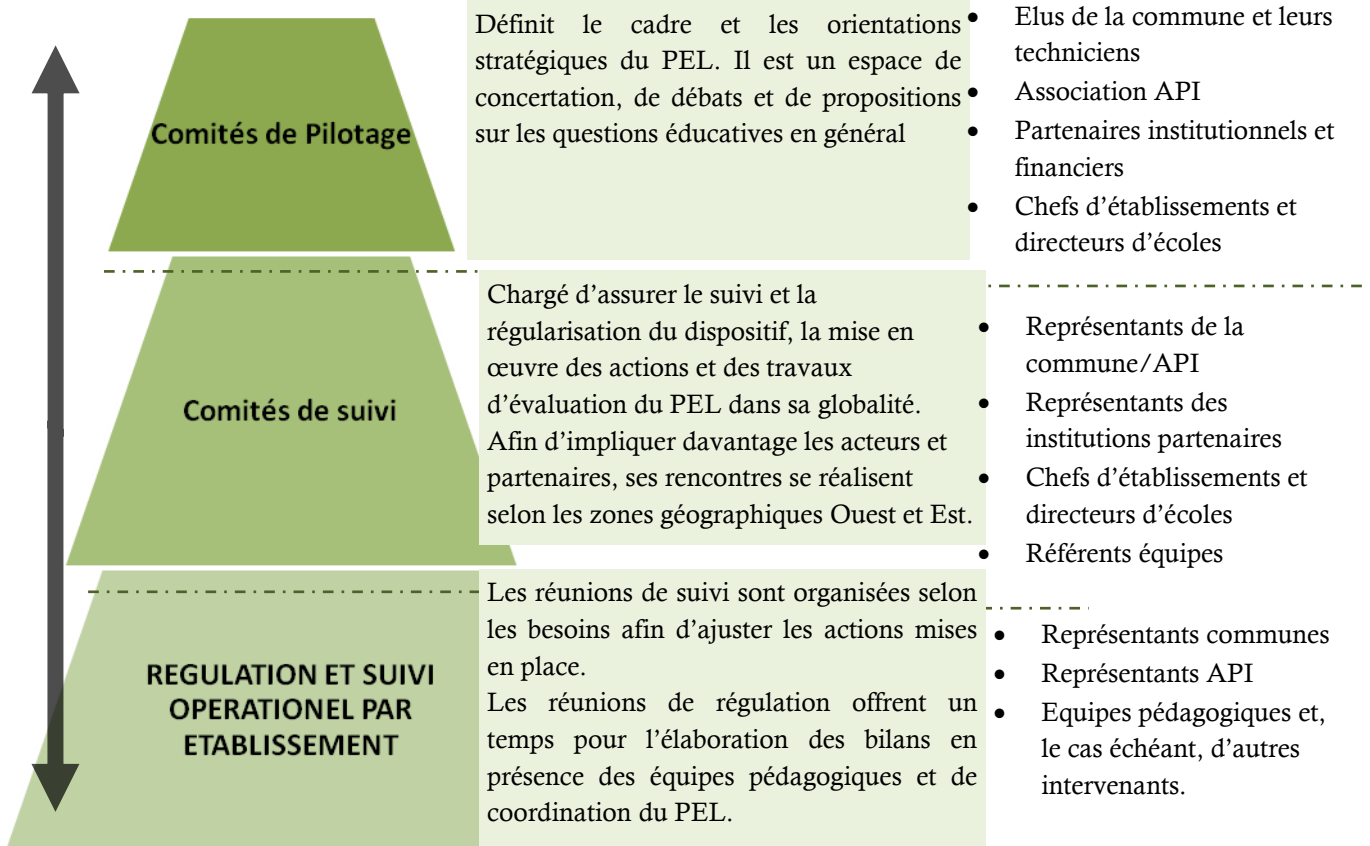 Comités de Pilotage
Définit le cadre et les orientations
stratégiques du PEL. Il est un espace de
concertation, de débats et de propositions
sur les questions éducatives en général
• Elus de la commune et leurs
techniciens
• Association API
• Partenaires institutionnels et
financiers
• Chefs d’établissements et
directeurs d’écoles
Comités de suivi
Chargé d’assurer le suivi et la
régularisation du dispositif, la mise en
œuvre des actions et des travaux
d’évaluation du PEL dans sa globalité.
Afin d’impliquer davantage les acteurs et
partenaires, ses rencontres se réalisent
selon les zones géographiques Ouest et Est.
• Représentants de la
commune/API
• Représentants des
institutions partenaires
• Chefs d’établissements et
directeurs d’écoles
• Référents équipes
REGULATION ET SUIVI
OPERATIONEL PAR
ETABLISSEMENT
Les réunions de suivi sont organisées selon
les besoins afin d’ajuster les actions mises
en place.
Les réunions de régulation offrent un
temps pour l’élaboration des bilans en
présence des équipes pédagogiques et de
coordination du PEL.
• Représentants communes
• Représentants API
• Equipes pédagogiques et,
le cas échéant, d’autres
intervenants.